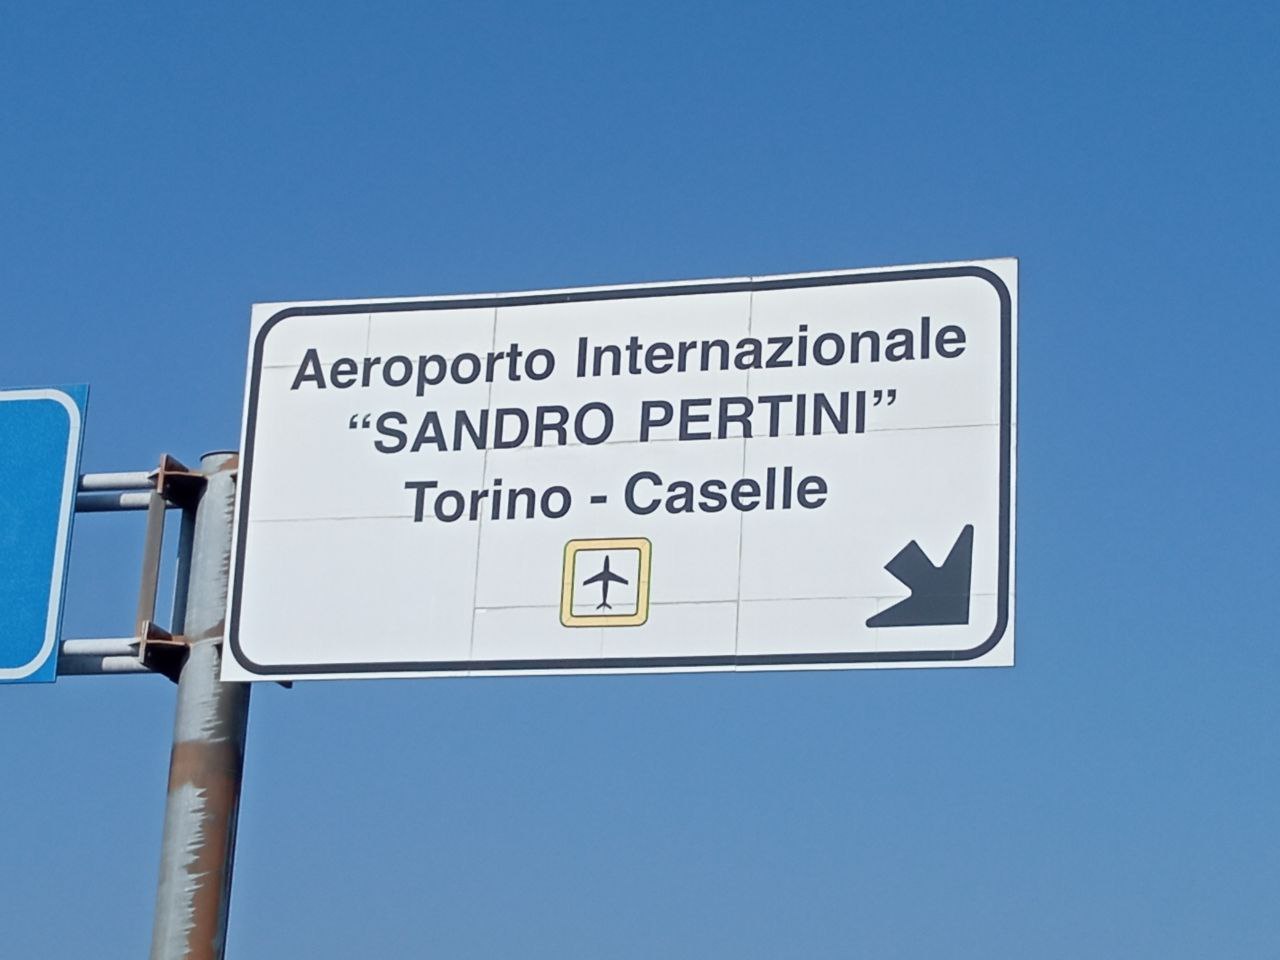 Aeroporto Internazionale
“SANDRO PERTINI”
Torino - Caselle